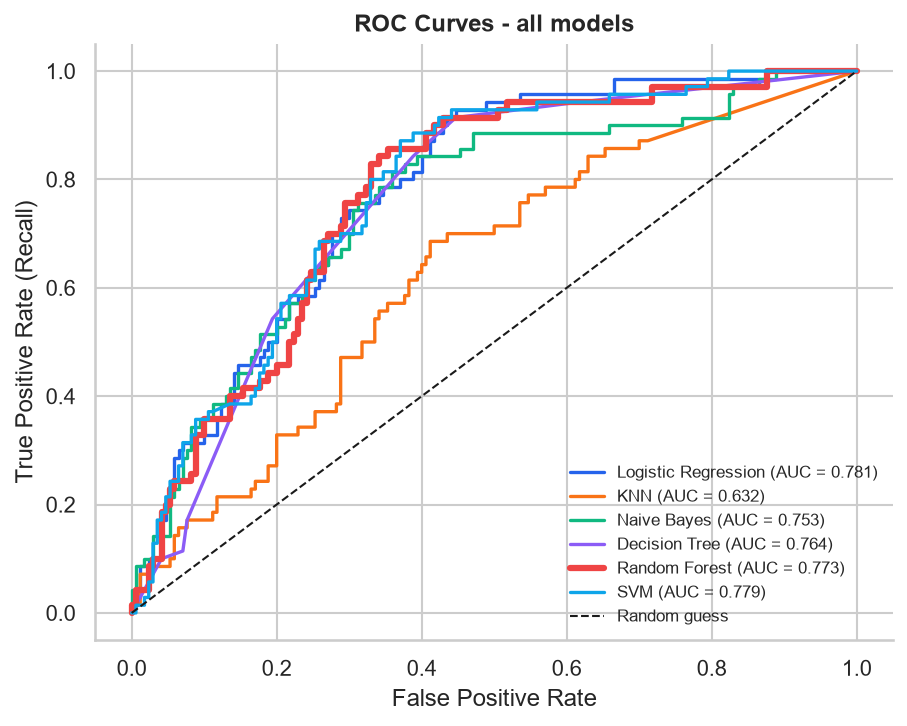 ROC Curves - all models
True Positive Rate (Recall)
1.0
0.8
0.6
0.4
0.2
0.0
Logistic Regression (AUC = 0.781)
KNN (AUC = 0.632)
Naive Bayes (AUC = 0.753)
Decision Tree (AUC = 0.764)
Random Forest (AUC = 0.773)
SVM (AUC = 0.779)
Random guess
0.0 0.2 0.4 0.6 0.8 1.0
False Positive Rate